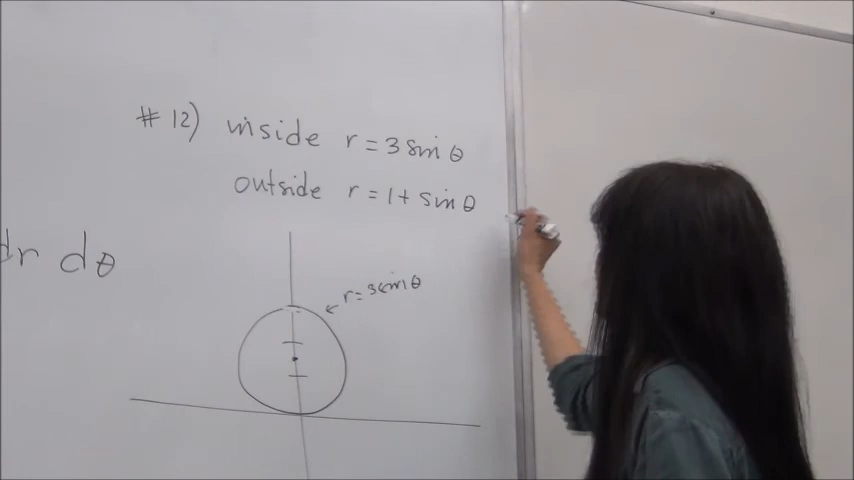 # 12) inside r = 3 sin θ
outside r = 1 + sin θ
dr dθ
r = 3 sin θ